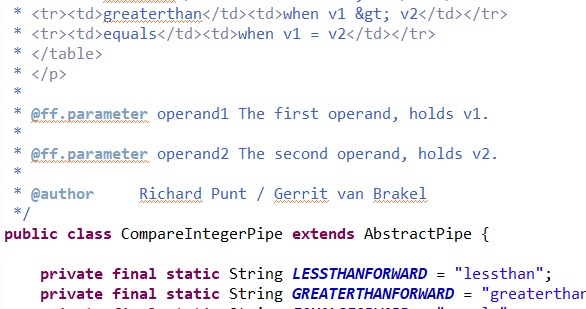 * <tr><td>greaterthan</td><td>when v1 &gt; v2</td></tr>
* <tr><td>equals</td><td>when v1 = v2</td></tr>
* </table>
* </p>
*
* @ff.parameter operand1 The first operand, holds v1.
*
* @ff.parameter operand2 The second operand, holds v2.
*
* @author     Richard Punt / Gerrit van Brakel
*/
public class CompareIntegerPipe extends AbstractPipe {
private final static String LESSTHANFORWARD = "lessthan";
private final static String GREATERTHANFORWARD = "greaterthan